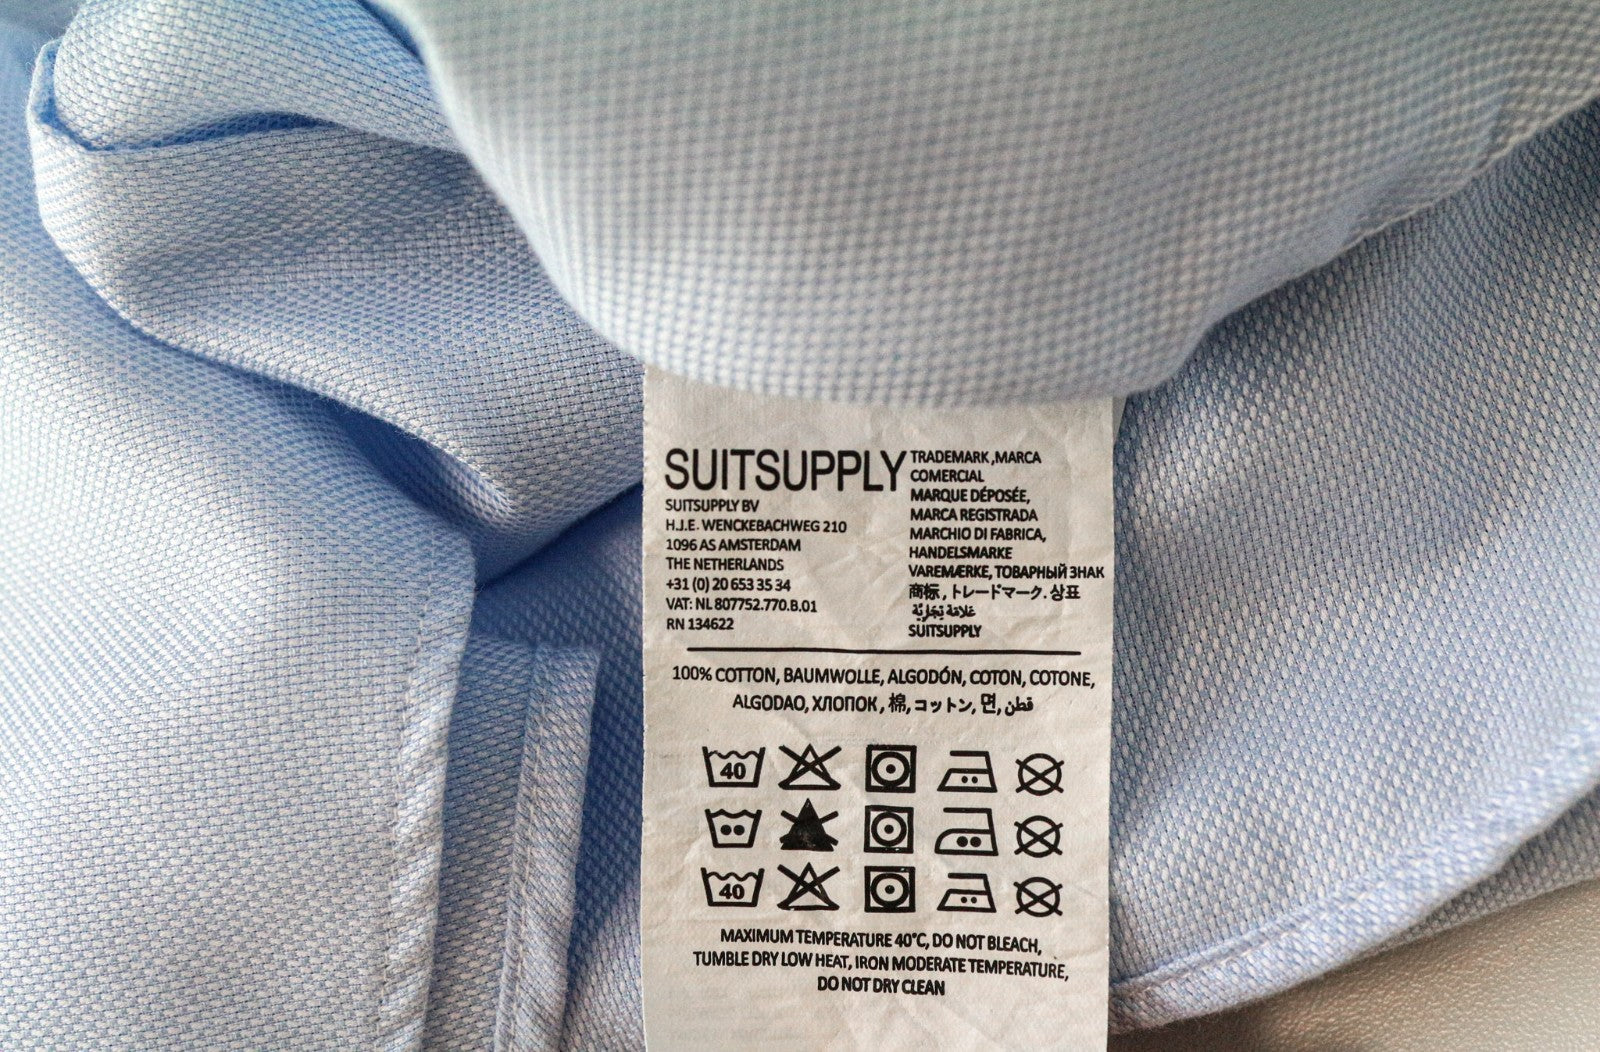 SUITSUPPLY
SUITSUPPLY BV
H.J.E. WENCKEBACHWEG 210
1096 AS AMSTERDAM
THE NETHERLANDS
+31 (0) 20 653 35 34
VAT: NL 807752.770.B.01
RN 134622
TRADEMARK ,MARCA
COMERCIAL
MARQUE DÉPOSÉE,
MARCA REGISTRADA
MARCHIO DI FABRICA,
HANDELSMARKE
VAREMÆRKE, ТОВАРНЫЙ ЗНАК
商标 , トレードマーク. 상표
علامة تجارية
SUITSUPPLY
100% COTTON, BAUMWOLLE, ALGODÓN, COTON, COTONE,
ALGODAO, ХЛОПОК , 棉, コットン, 면, قطن
40
40
MAXIMUM TEMPERATURE 40°C, DO NOT BLEACH,
TUMBLE DRY LOW HEAT, IRON MODERATE TEMPERATURE,
DO NOT DRY CLEAN